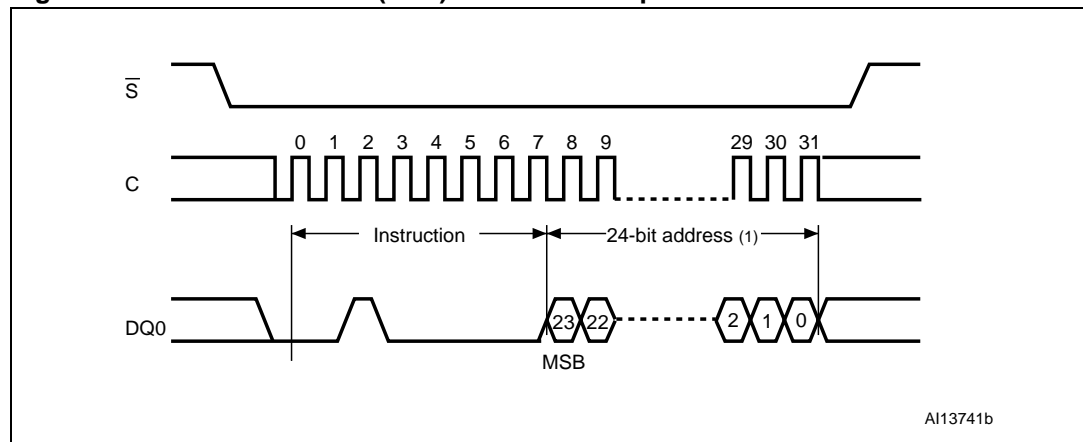 S
0 1 2 3 4 5 6 7 8 9 29 30 31
C
Instruction 24-bit address (1)
DQ0 23 22 2 1 0
MSB
AI13741b